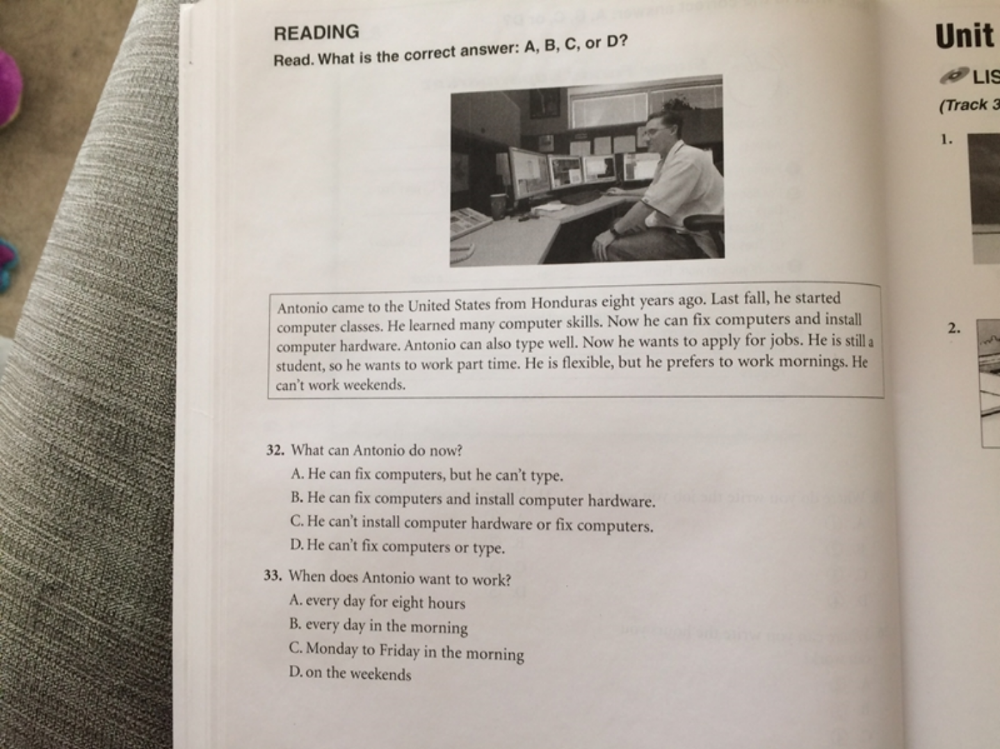 READING
Read. What is the correct answer: A, B, C, or D?
Antonio came to the United States from Honduras eight years ago. Last fall, he started
computer classes. He learned many computer skills. Now he can fix computers and install
computer hardware. Antonio can also type well. Now he wants to apply for jobs. He is still a
student, so he wants to work part time. He is flexible, but he prefers to work mornings. He
can't work weekends.
32. What can Antonio do now?
A. He can fix computers, but he can't type.
B. He can fix computers and install computer hardware.
C. He can't install computer hardware or fix computers.
D. He can't fix computers or type.
33. When does Antonio want to work?
A. every day for eight hours
B. every day in the morning
C. Monday to Friday in the morning
D. on the weekends
Unit
LIS
(Track 3
1.
2.